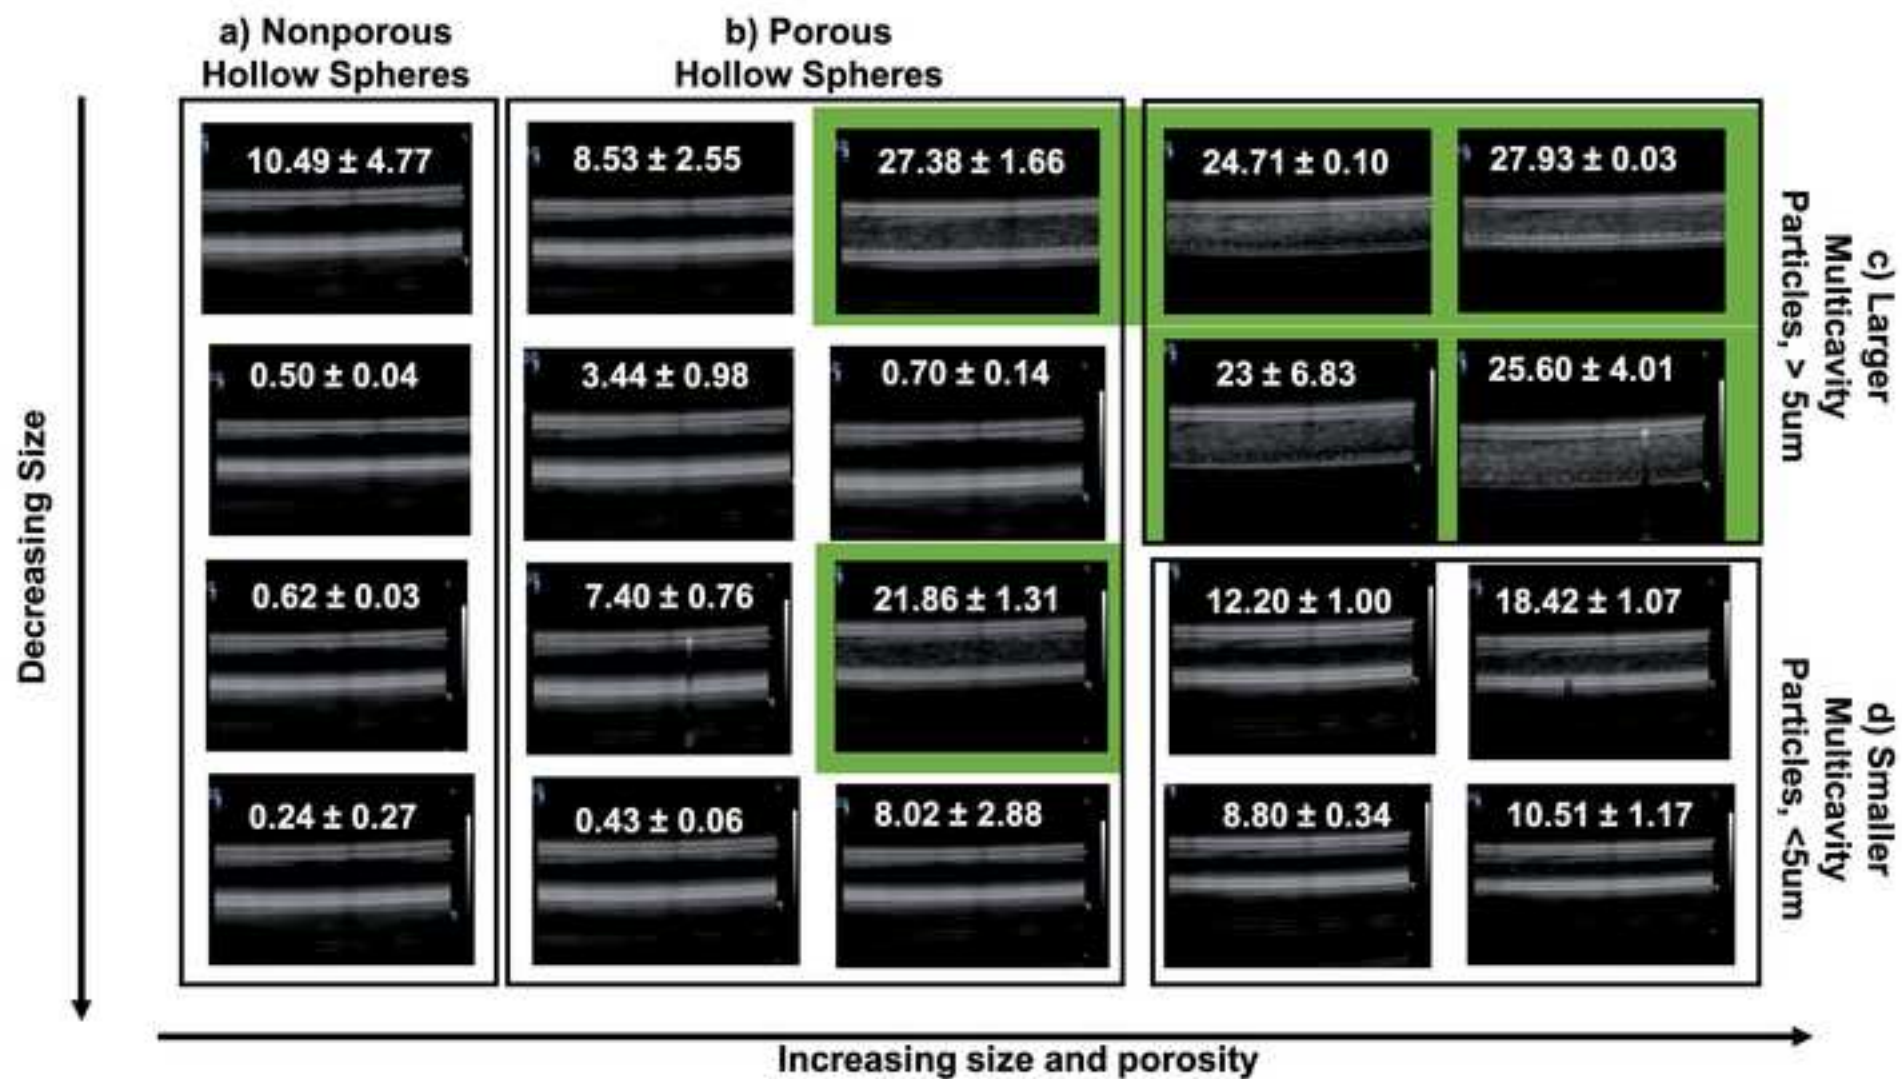 a) Nonporous
Hollow Spheres
b) Porous
Hollow Spheres
10.49 ± 4.77
8.53 ± 2.55
27.38 ± 1.66
24.71 ± 0.10
27.93 ± 0.03
0.50 ± 0.04
3.44 ± 0.98
0.70 ± 0.14
23 ± 6.83
25.60 ± 4.01
0.62 ± 0.03
7.40 ± 0.76
21.86 ± 1.31
12.20 ± 1.00
18.42 ± 1.07
0.24 ± 0.27
0.43 ± 0.06
8.02 ± 2.88
8.80 ± 0.34
10.51 ± 1.17
c) Larger
Multicavity
Particles, > 5um
d) Smaller
Multicavity
Particles, <5um
Decreasing Size
Increasing size and porosity